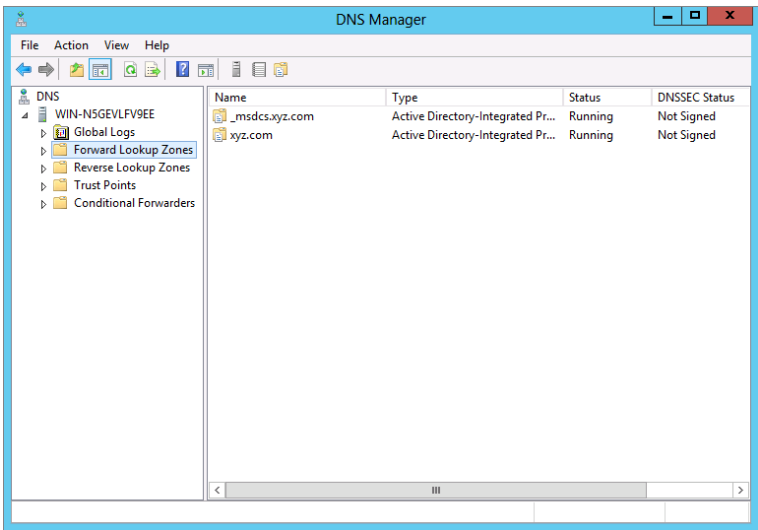 DNS Manager
File Action View Help
DNS
WIN-N5GEVLFV9EE
Global Logs
Forward Lookup Zones
Reverse Lookup Zones
Trust Points
Conditional Forwarders
Name Type Status DNSSEC Status
_msdcs.xyz.com Active Directory-Integrated Pr... Running Not Signed
xyz.com Active Directory-Integrated Pr... Running Not Signed